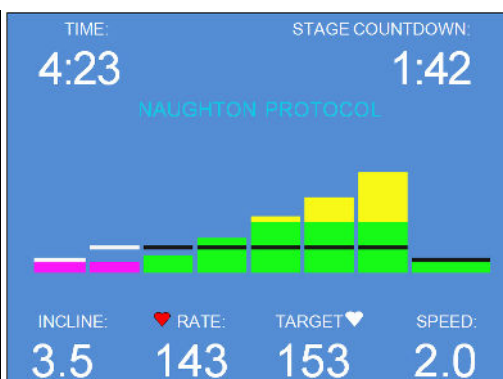 TIME: STAGE COUNTDOWN:
4:23 1:42
NAUGHTON PROTOCOL
INCLINE: RATE: TARGET SPEED:
3.5 143 153 2.0